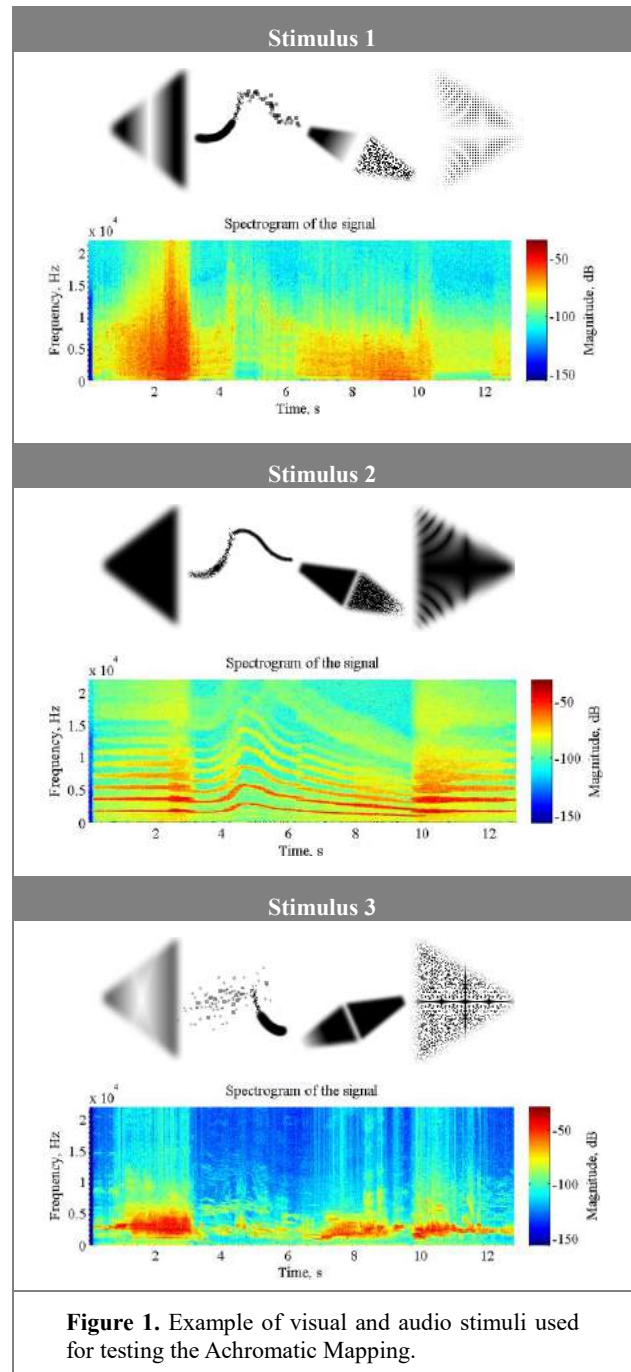 Stimulus 1
Spectrogram of the signal
x 10^4
2
1.5
1
0.5
0
Frequency, Hz
2 4 6 8 10 12
Time, s
-50
-100
-150
Magnitude, dB
Stimulus 2
Spectrogram of the signal
x 10^4
2
1.5
1
0.5
0
Frequency, Hz
2 4 6 8 10 12
Time, s
-50
-100
-150
Magnitude, dB
Stimulus 3
Spectrogram of the signal
x 10^4
2
1.5
1
0.5
0
Frequency, Hz
2 4 6 8 10 12
Time, s
-50
-100
-150
Magnitude, dB
Figure 1. Example of visual and audio stimuli used
for testing the Achromatic Mapping.